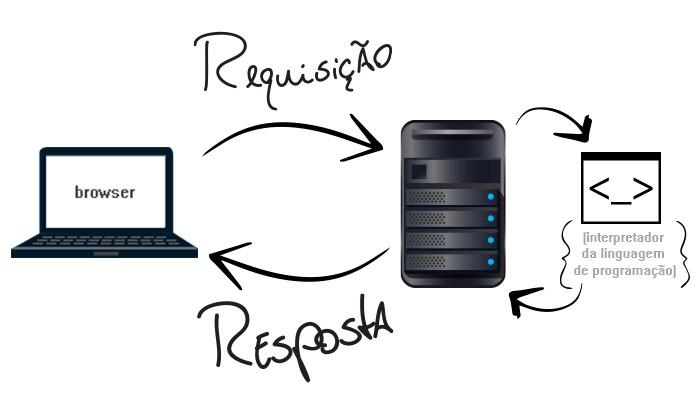 Requisição
browser
<_>
[interpretador
da linguagem
de programação]
Resposta